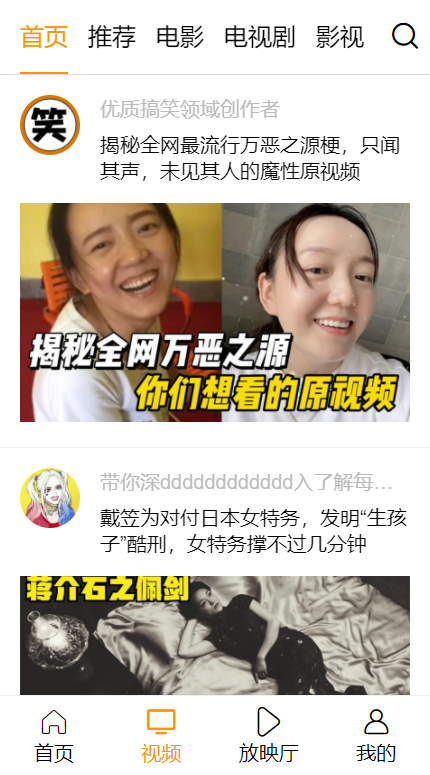 首页 推荐 电影 电视剧 影视
笑
优质搞笑领域创作者
揭秘全网最流行万恶之源梗，只闻
其声，未见其人的魔性原视频
揭秘全网万恶之源
你们想看的原视频
带你深dddddddddddd入了解每...
戴笠为对付日本女特务，发明“生孩
子”酷刑，女特务撑不过几分钟
蒋介石之佩剑
首页 视频 放映厅 我的